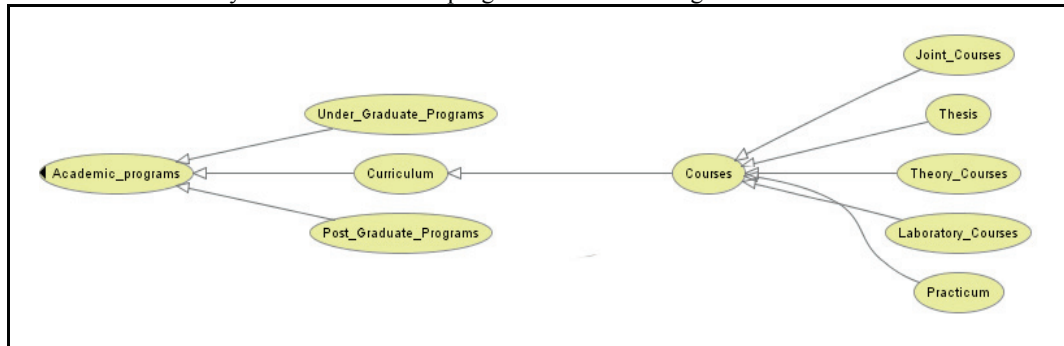 Joint_Courses
Under_Graduate_Programs
Thesis
Academic_programs
Curriculum
Courses
Theory_Courses
Post_Graduate_Programs
Laboratory_Courses
Practicum